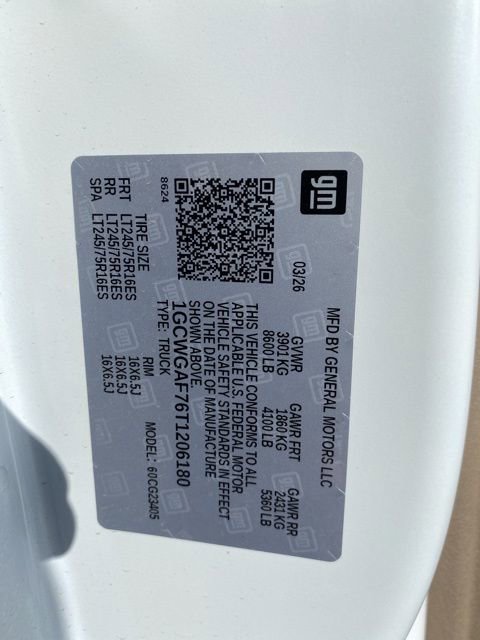 gm
MFD BY GENERAL MOTORS LLC
03/26
GVWR GAWR FRT GAWR RR
3901 KG 1860 KG 2431 KG
8600 LB 4100 LB 5360 LB
THIS VEHICLE CONFORMS TO ALL
APPLICABLE U.S. FEDERAL MOTOR
VEHICLE SAFETY STANDARDS IN EFFECT
ON THE DATE OF MANUFACTURE
SHOWN ABOVE.
1GCWGAF76T1206180
TYPE: TRUCK MODEL: 6DCG23405
8624
TIRE SIZE RIM
FRT LT245/75R16ES 16X6.5J
RR LT245/75R16ES 16X6.5J
SPA LT245/75R16ES 16X6.5J